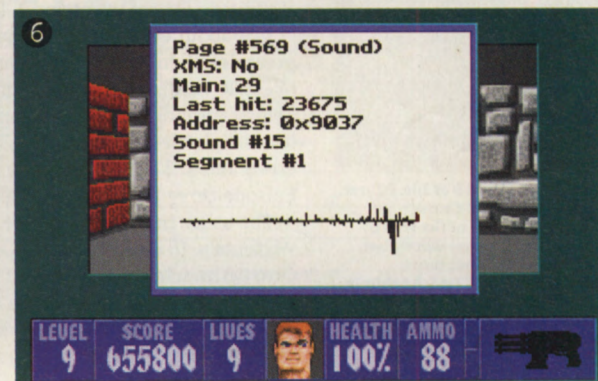 6
Page #569 (Sound)
XMS: No
Main: 29
Last hit: 23675
Address: 0x9037
Sound #15
Segment #1
LEVEL SCORE LIVES HEALTH AMMO
9 655800 9 100% 88